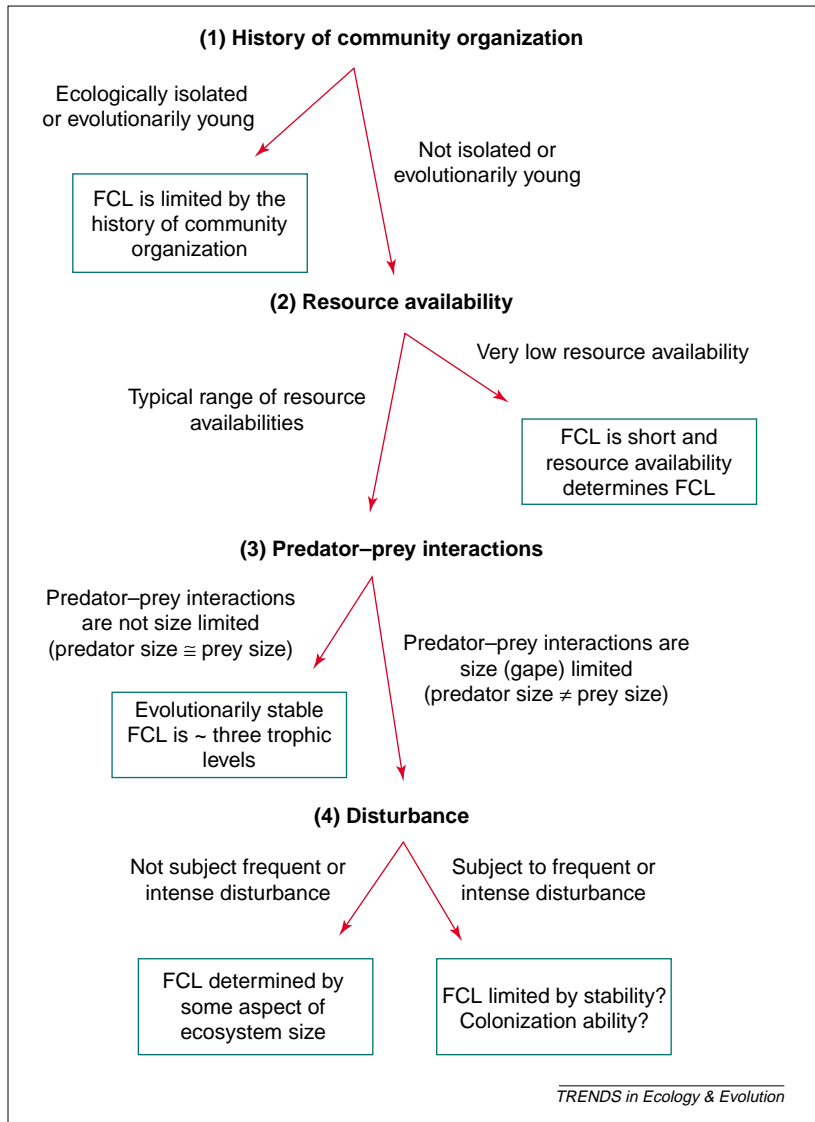 (1) History of community organization
Ecologically isolated
or evolutionarily young
Not isolated or
evolutionarily young
FCL is limited by the
history of community
organization
(2) Resource availability
Very low resource availability
Typical range of resource
availabilities
FCL is short and
resource availability
determines FCL
(3) Predator–prey interactions
Predator–prey interactions
are not size limited
(predator size ≅ prey size)
Predator–prey interactions are
size (gape) limited
(predator size ≠ prey size)
Evolutionarily stable
FCL is ~ three trophic
levels
(4) Disturbance
Not subject frequent or
intense disturbance
Subject to frequent or
intense disturbance
FCL determined by
some aspect of
ecosystem size
FCL limited by stability?
Colonization ability?
TRENDS in Ecology & Evolution